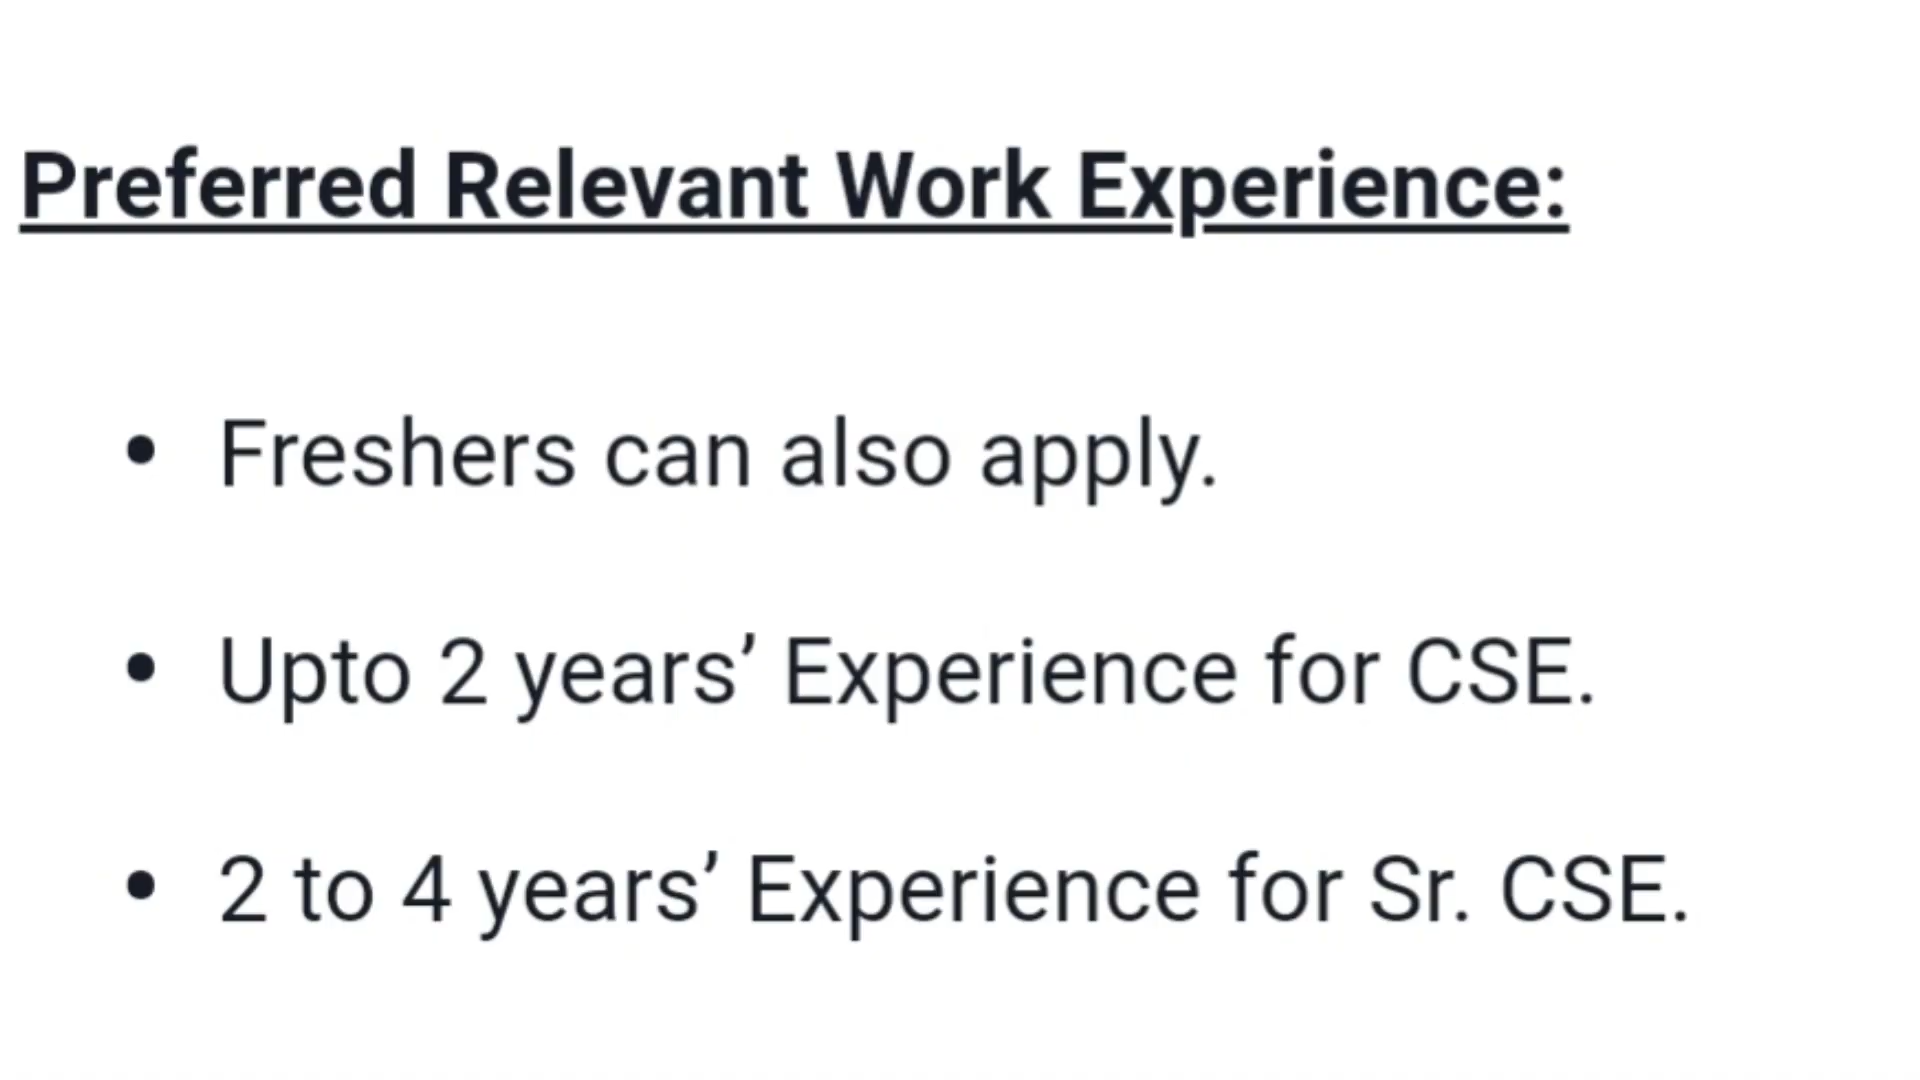 Preferred Relevant Work Experience:
• Freshers can also apply.
• Upto 2 years’ Experience for CSE.
• 2 to 4 years’ Experience for Sr. CSE.